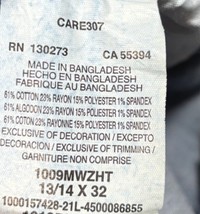 CARE307
RN 130273 CA 55394
MADE IN BANGLADESH
HECHO EN BANGLADESH
FABRIQUE AU BANGLADESH
61% COTTON 23% RAYON 15% POLYESTER 1% SPANDEX
61% ALGODON 23% RAYON 15% POLIESTER 1% SPANDEX
61% COTON 23% RAYONNE 15% POLYESTER 1% SPANDEX
EXCLUSIVE OF DECORATION / EXCEPTO
DECORACION / EXCLUSIVE OF TRIMMING /
GARNITURE NON COMPRISE
1009MWZHT
13/14 X 32
1000157428-21L-4500086855